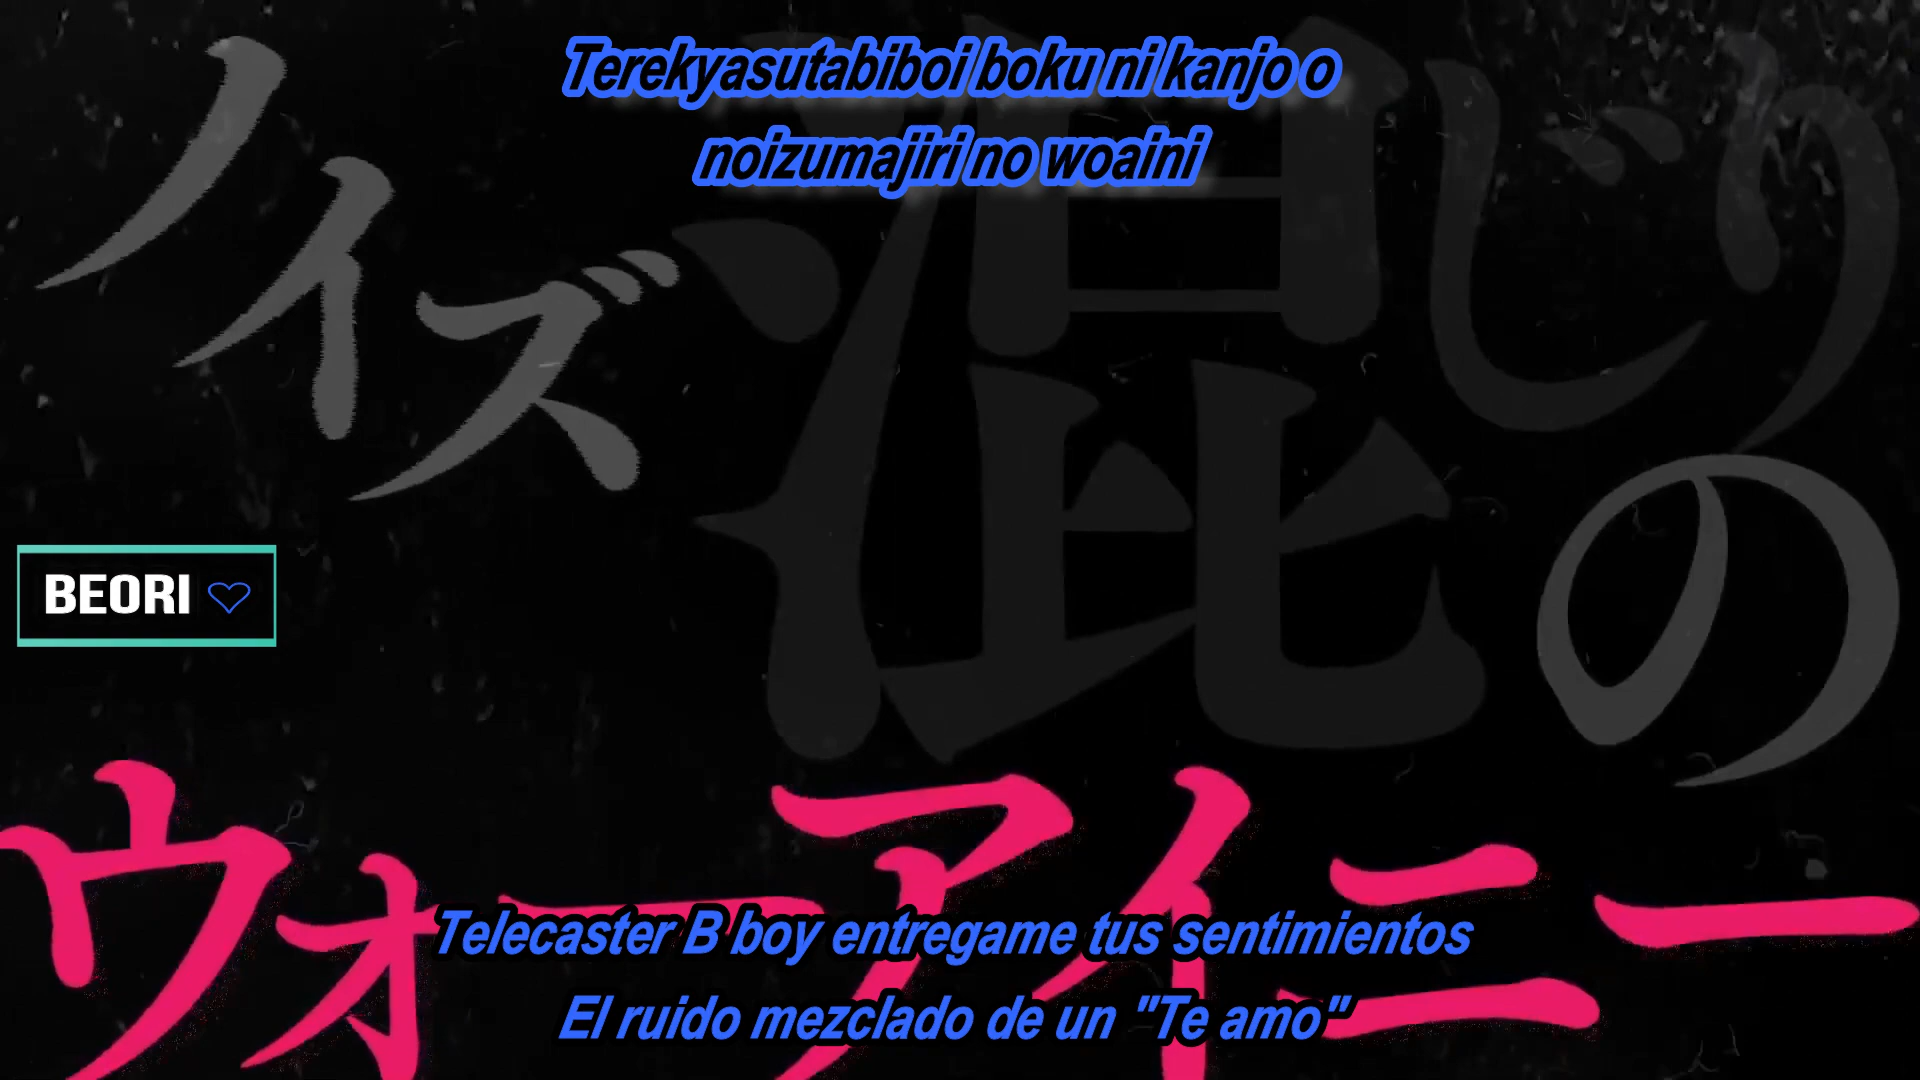 Terekyasutabiboi boku ni kanjo o
noizumajiri no woaini
ノイズ混じりの
BEORI
ウォーアイニー
Telecaster B boy entregame tus sentimientos
El ruido mezclado de un "Te amo"